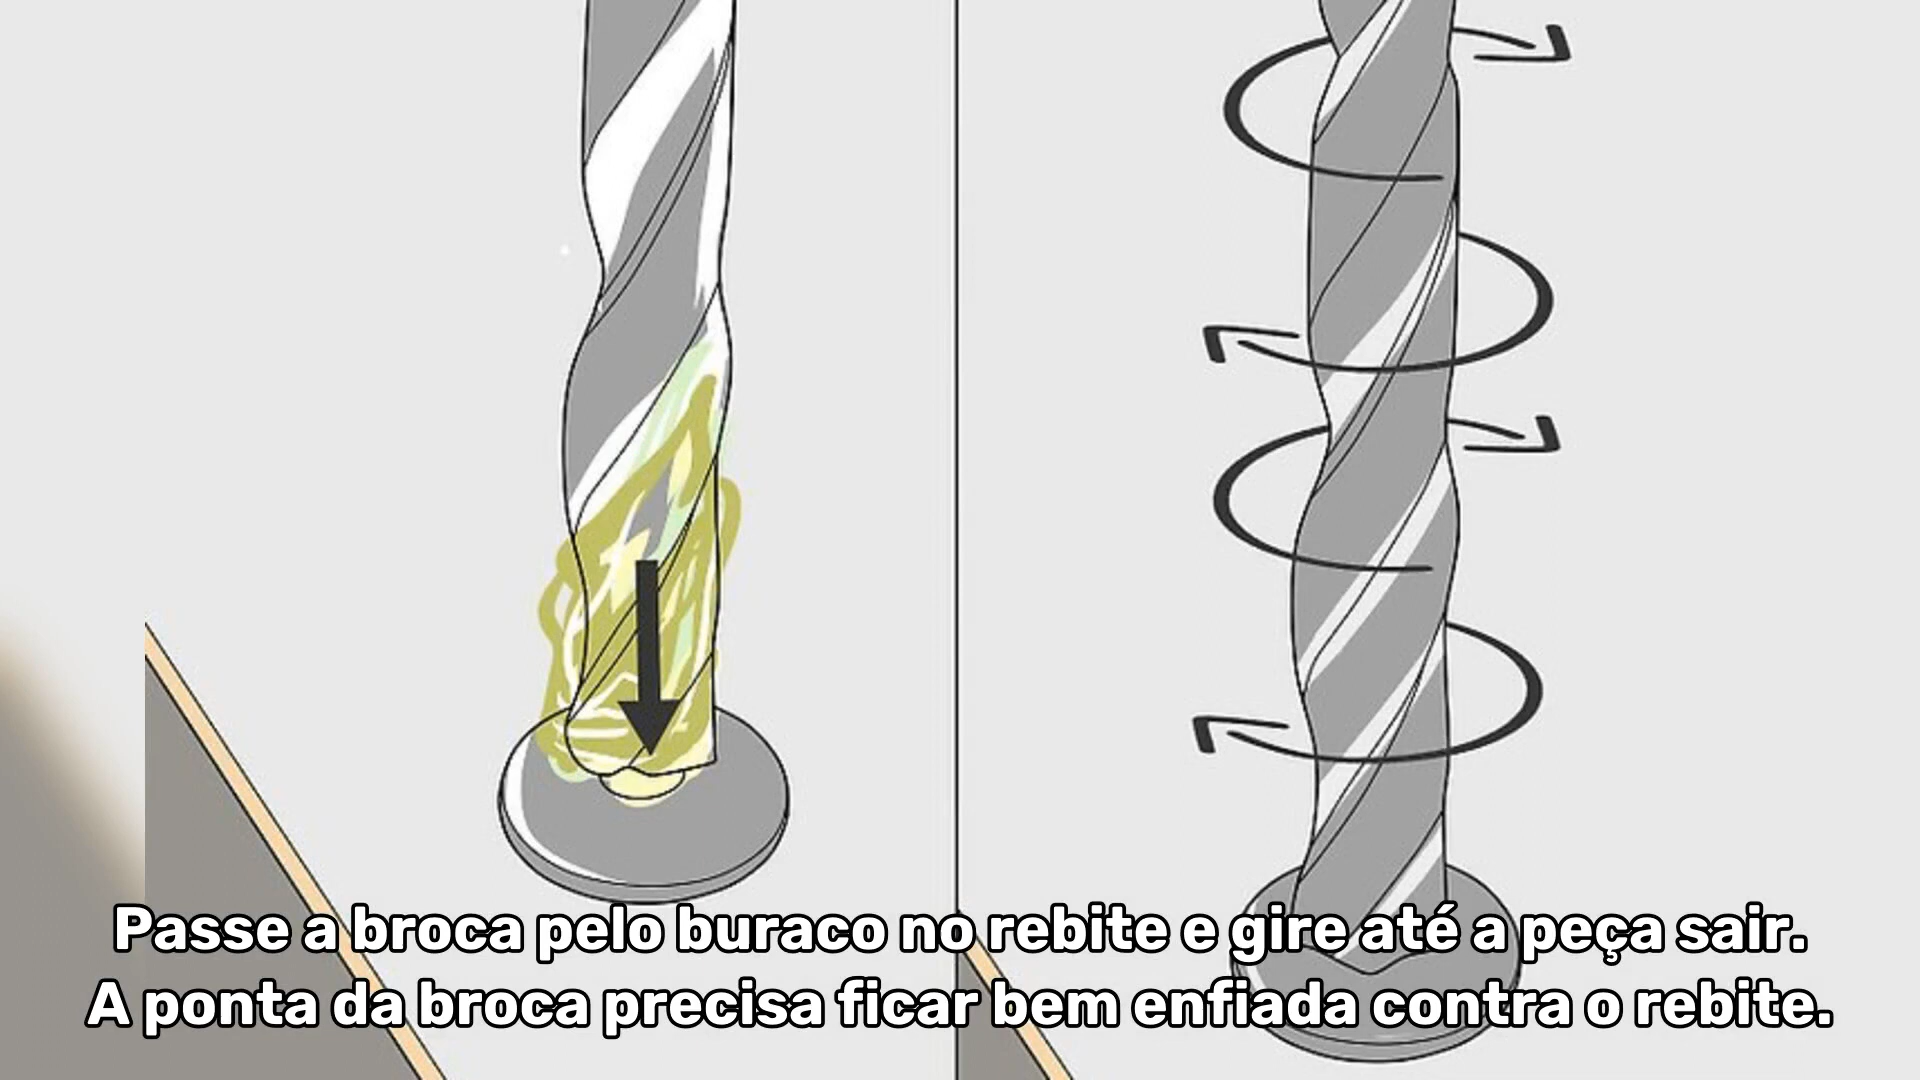 Passe a broca pelo buraco no rebite e gire até a peça sair.
A ponta da broca precisa ficar bem enfiada contra o rebite.